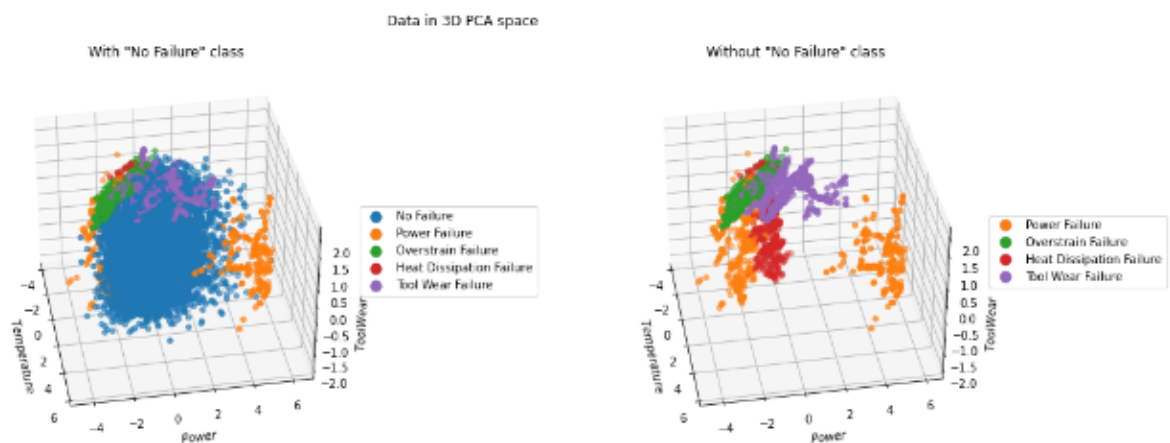 Data in 3D PCA space
With "No Failure" class
No Failure
Power Failure
Overstrain Failure
Heat Dissipation Failure
Tool Wear Failure
2.0
1.5
1.0
0.5
0.0
−0.5
−1.0
−1.5
−2.0
ToolWear
−4
−2
0
2
4
6
Temperature
−4
−2
0
2
4
6
Power
Without "No Failure" class
Power Failure
Overstrain Failure
Heat Dissipation Failure
Tool Wear Failure
2.0
1.5
1.0
0.5
0.0
−0.5
−1.0
−1.5
−2.0
ToolWear
−4
−2
0
2
4
6
Temperature
−4
−2
0
2
4
6
Power